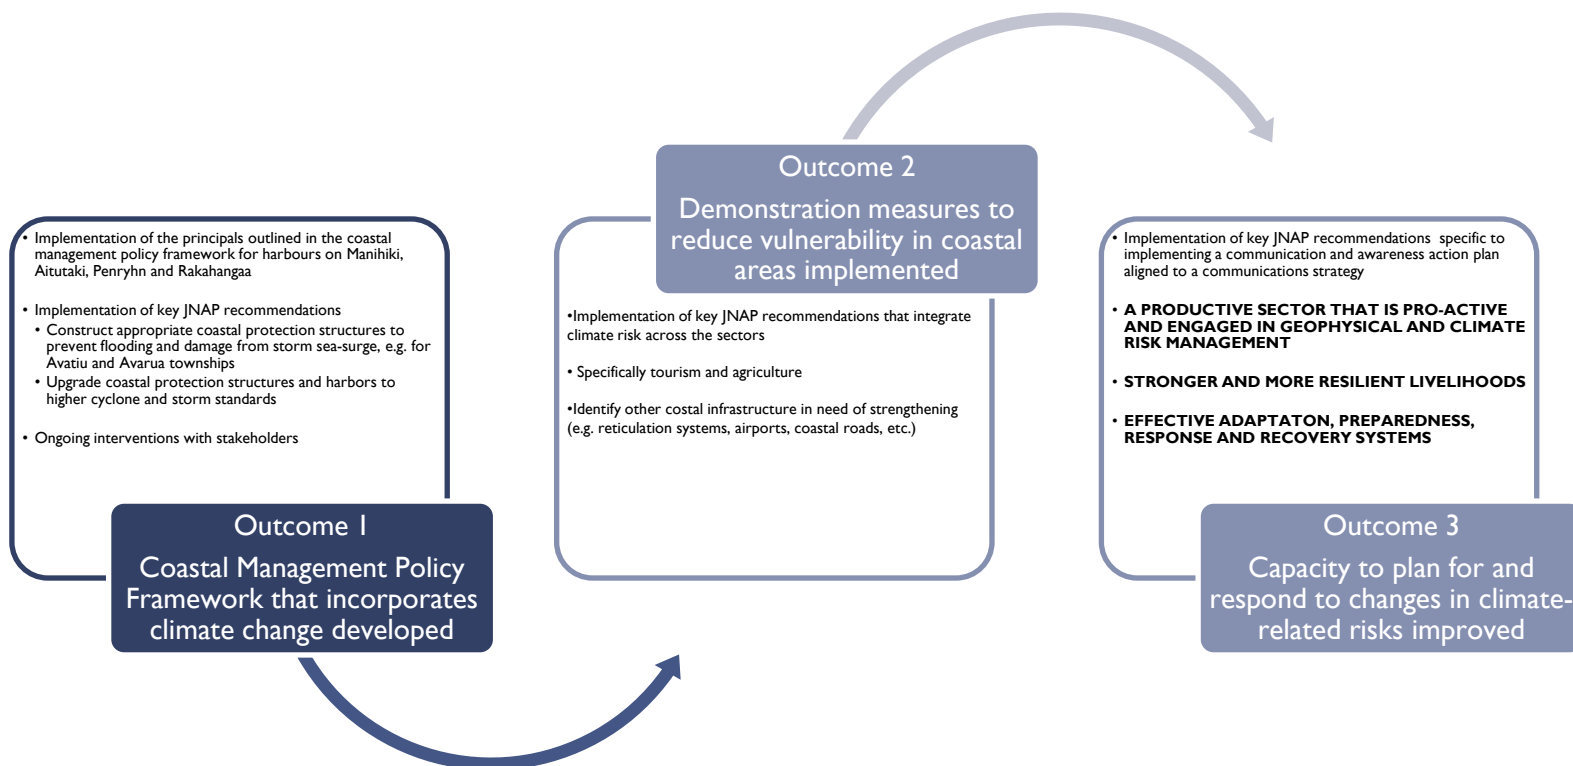 • Implementation of the principals outlined in the coastal
management policy framework for harbours on Manihiki,
Aitutaki, Penryhn and Rakahangaa
• Implementation of key JNAP recommendations
• Construct appropriate coastal protection structures to
prevent flooding and damage from storm sea-surge, e.g. for
Avatiu and Avarua townships
• Upgrade coastal protection structures and harbors to
higher cyclone and storm standards
• Ongoing interventions with stakeholders
Outcome 1
Coastal Management Policy
Framework that incorporates
climate change developed
Outcome 2
Demonstration measures to
reduce vulnerability in coastal
areas implemented
•Implementation of key JNAP recommendations that integrate
climate risk across the sectors
• Specifically tourism and agriculture
•Identify other costal infrastructure in need of strengthening
(e.g. reticulation systems, airports, coastal roads, etc.)
• Implementation of key JNAP recommendations specific to
implementing a communication and awareness action plan
aligned to a communications strategy
• A PRODUCTIVE SECTOR THAT IS PRO-ACTIVE
AND ENGAGED IN GEOPHYSICAL AND CLIMATE
RISK MANAGEMENT
• STRONGER AND MORE RESILIENT LIVELIHOODS
• EFFECTIVE ADAPTATON, PREPAREDNESS,
RESPONSE AND RECOVERY SYSTEMS
Outcome 3
Capacity to plan for and
respond to changes in climate-
related risks improved